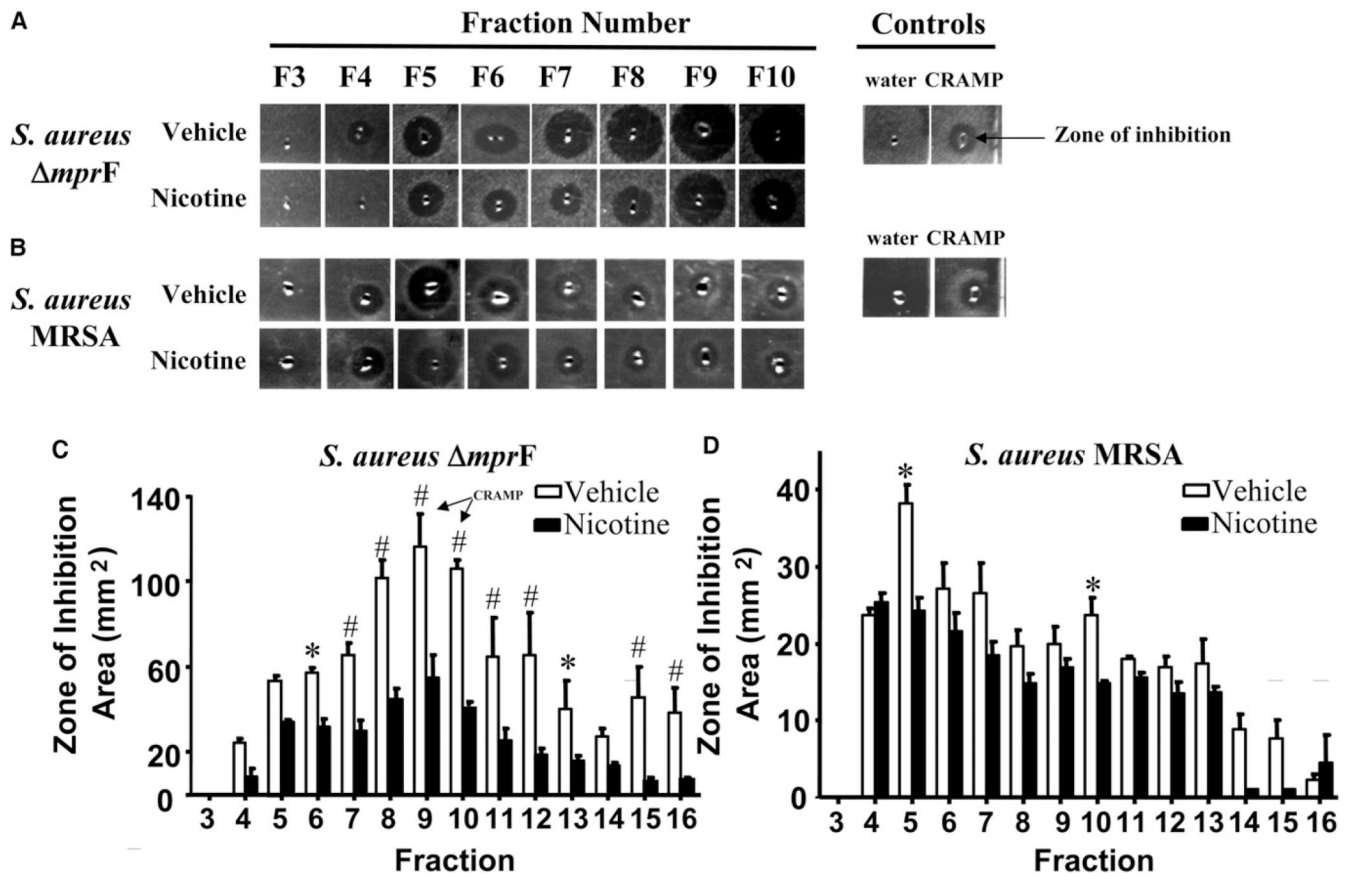 A
Fraction Number
Controls
F3 F4 F5 F6 F7 F8 F9 F10
water CRAMP
S. aureus
ΔmprF
Vehicle
Nicotine
Zone of inhibition
B
S. aureus
MRSA
Vehicle
Nicotine
water CRAMP
C
S. aureus ΔmprF
Vehicle
Nicotine
CRAMP
Zone of Inhibition
Area (mm 2)
140
100
60
20
0
* # # # # # # * # #
3 4 5 6 7 8 9 10 11 12 13 14 15 16
Fraction
D
S. aureus MRSA
Vehicle
Nicotine
Zone of Inhibition
Area (mm 2)
40
30
20
10
0
* *
3 4 5 6 7 8 9 10 11 12 13 14 15 16
Fraction